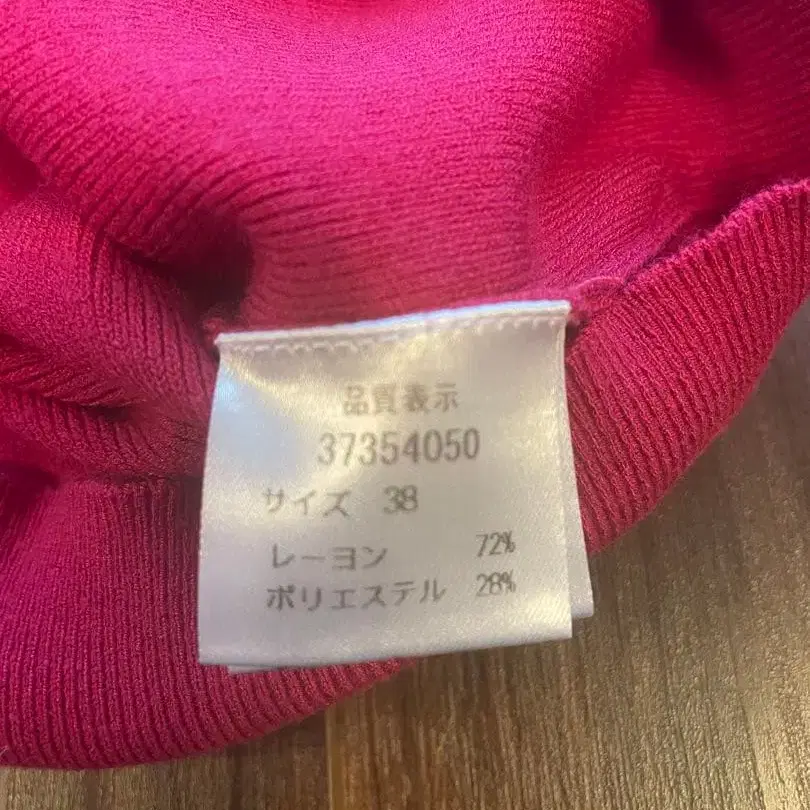 品質表示
37354050
サイズ 38
レーヨン 72%
ポリエステル 28%